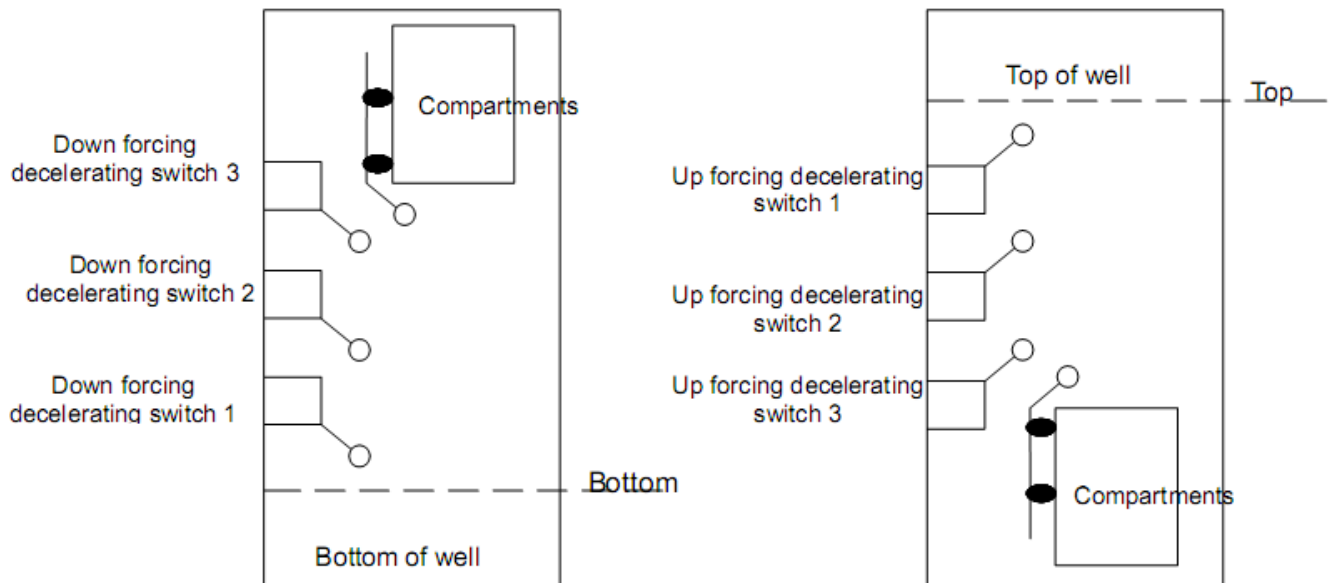 Compartments
Down forcing
decelerating switch 3
Down forcing
decelerating switch 2
Down forcing
decelerating switch 1
Bottom
Bottom of well
Top of well
Top
Up forcing decelerating
switch 1
Up forcing decelerating
switch 2
Up forcing decelerating
switch 3
Compartments